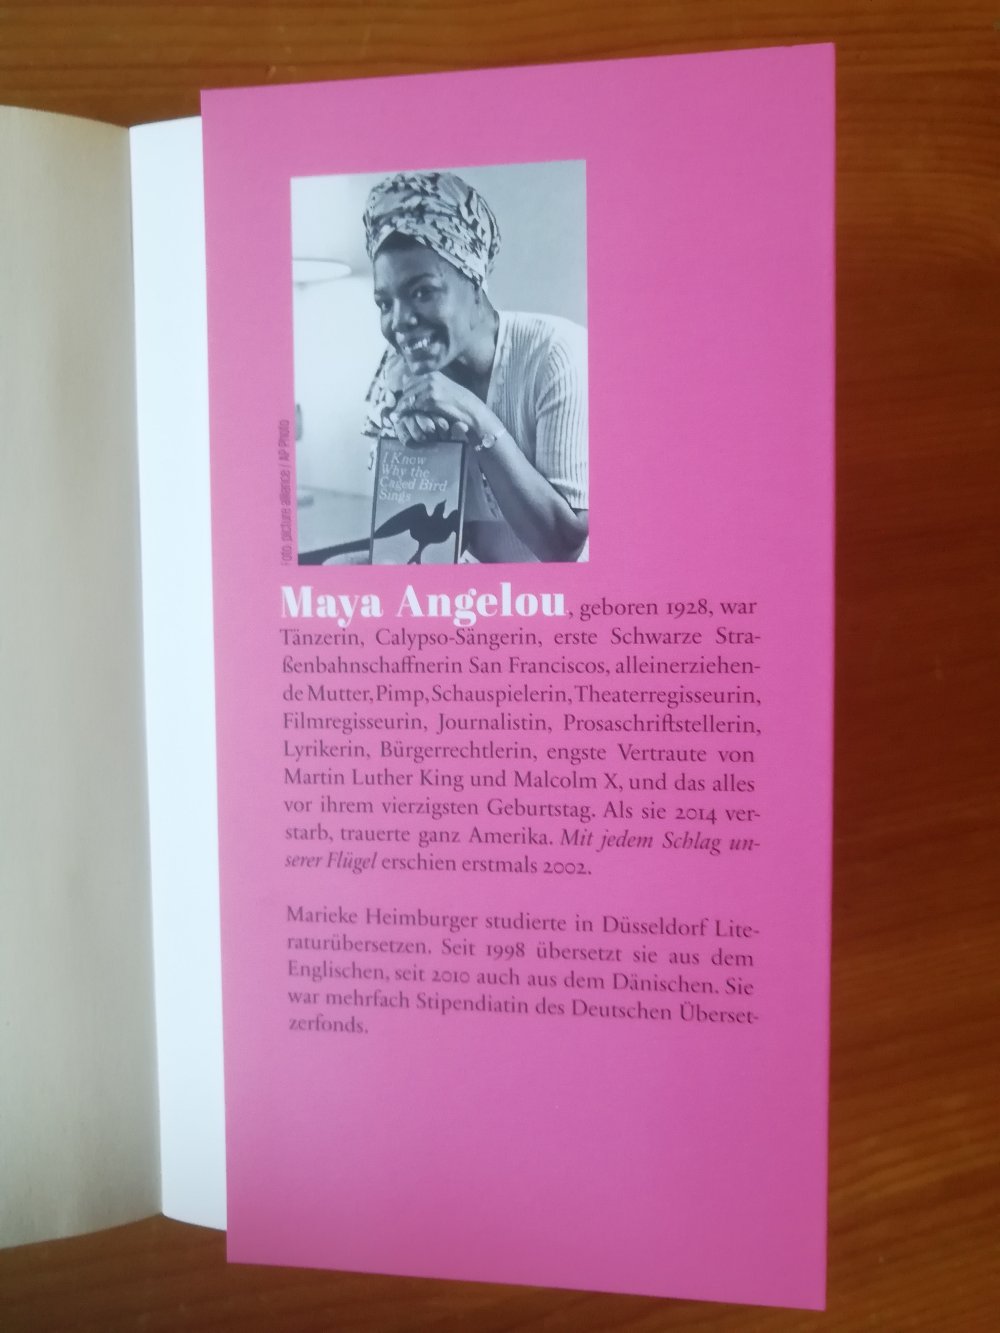 I Know
Why the
Caged Bird
Sings
Foto: picture alliance / AP Photo
Maya Angelou, geboren 1928, war
Tänzerin, Calypso-Sängerin, erste Schwarze Stra-
ßenbahnschaffnerin San Franciscos, alleinerziehen-
de Mutter, Pimp, Schauspielerin, Theaterregisseurin,
Filmregisseurin, Journalistin, Prosaschriftstellerin,
Lyrikerin, Bürgerrechtlerin, engste Vertraute von
Martin Luther King und Malcolm X, und das alles
vor ihrem vierzigsten Geburtstag. Als sie 2014 ver-
starb, trauerte ganz Amerika. Mit jedem Schlag un-
serer Flügel erschien erstmals 2002.
Marieke Heimburger studierte in Düsseldorf Lite-
raturübersetzen. Seit 1998 übersetzt sie aus dem
Englischen, seit 2010 auch aus dem Dänischen. Sie
war mehrfach Stipendiatin des Deutschen Überset-
zerfonds.